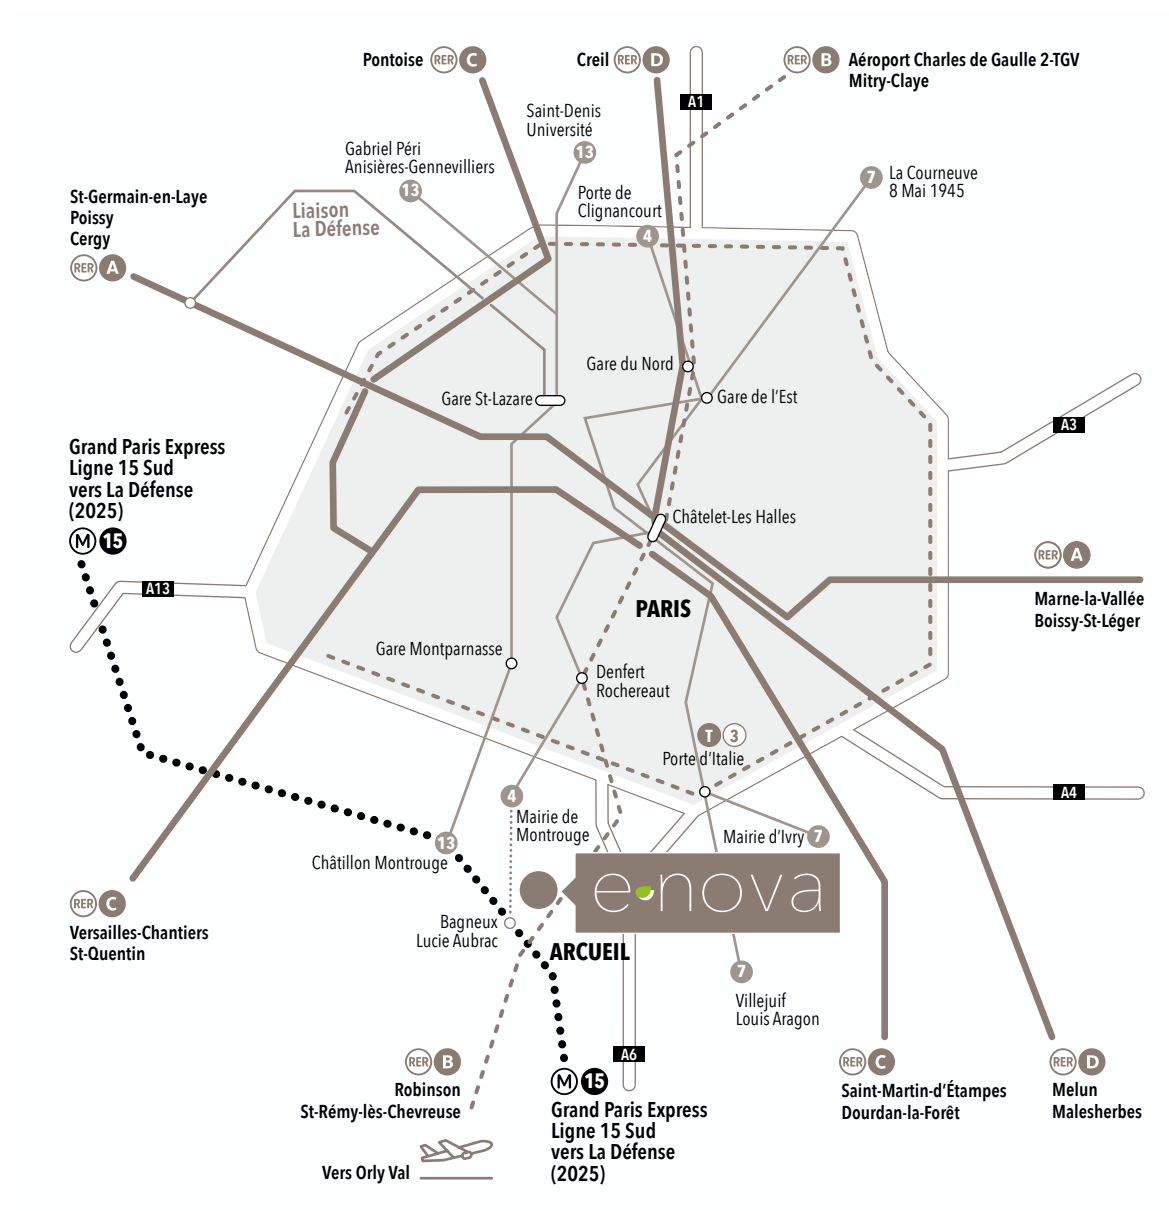 Pontoise RER C
Creil RER D
RER B Aéroport Charles de Gaulle 2-TGV
Mitry-Claye
A1
Saint-Denis
Université
13
Gabriel Péri
Anisières-Gennevilliers
13
La Courneuve
8 Mai 1945
7
Porte de
Clignancourt
4
St-Germain-en-Laye
Poissy
Cergy
RER A
Liaison
La Défense
Gare du Nord
Gare St-Lazare
Gare de l'Est
A3
Grand Paris Express
Ligne 15 Sud
vers La Défense
(2025)
M 15
Châtelet-Les Halles
RER A
Marne-la-Vallée
Boissy-St-Léger
A13
PARIS
Gare Montparnasse
Denfert
Rochereaut
T 3
Porte d'Italie
A4
4
Mairie de
Montrouge
Mairie d'Ivry 7
13
Châtillon Montrouge
e-nova
RER C
Versailles-Chantiers
St-Quentin
Bagneux
Lucie Aubrac
ARCUEIL
7
Villejuif
Louis Aragon
A6
RER B
Robinson
St-Rémy-lès-Chevreuse
M 15
Grand Paris Express
Ligne 15 Sud
vers La Défense
(2025)
RER C
Saint-Martin-d'Étampes
Dourdan-la-Forêt
RER D
Melun
Malesherbes
Vers Orly Val